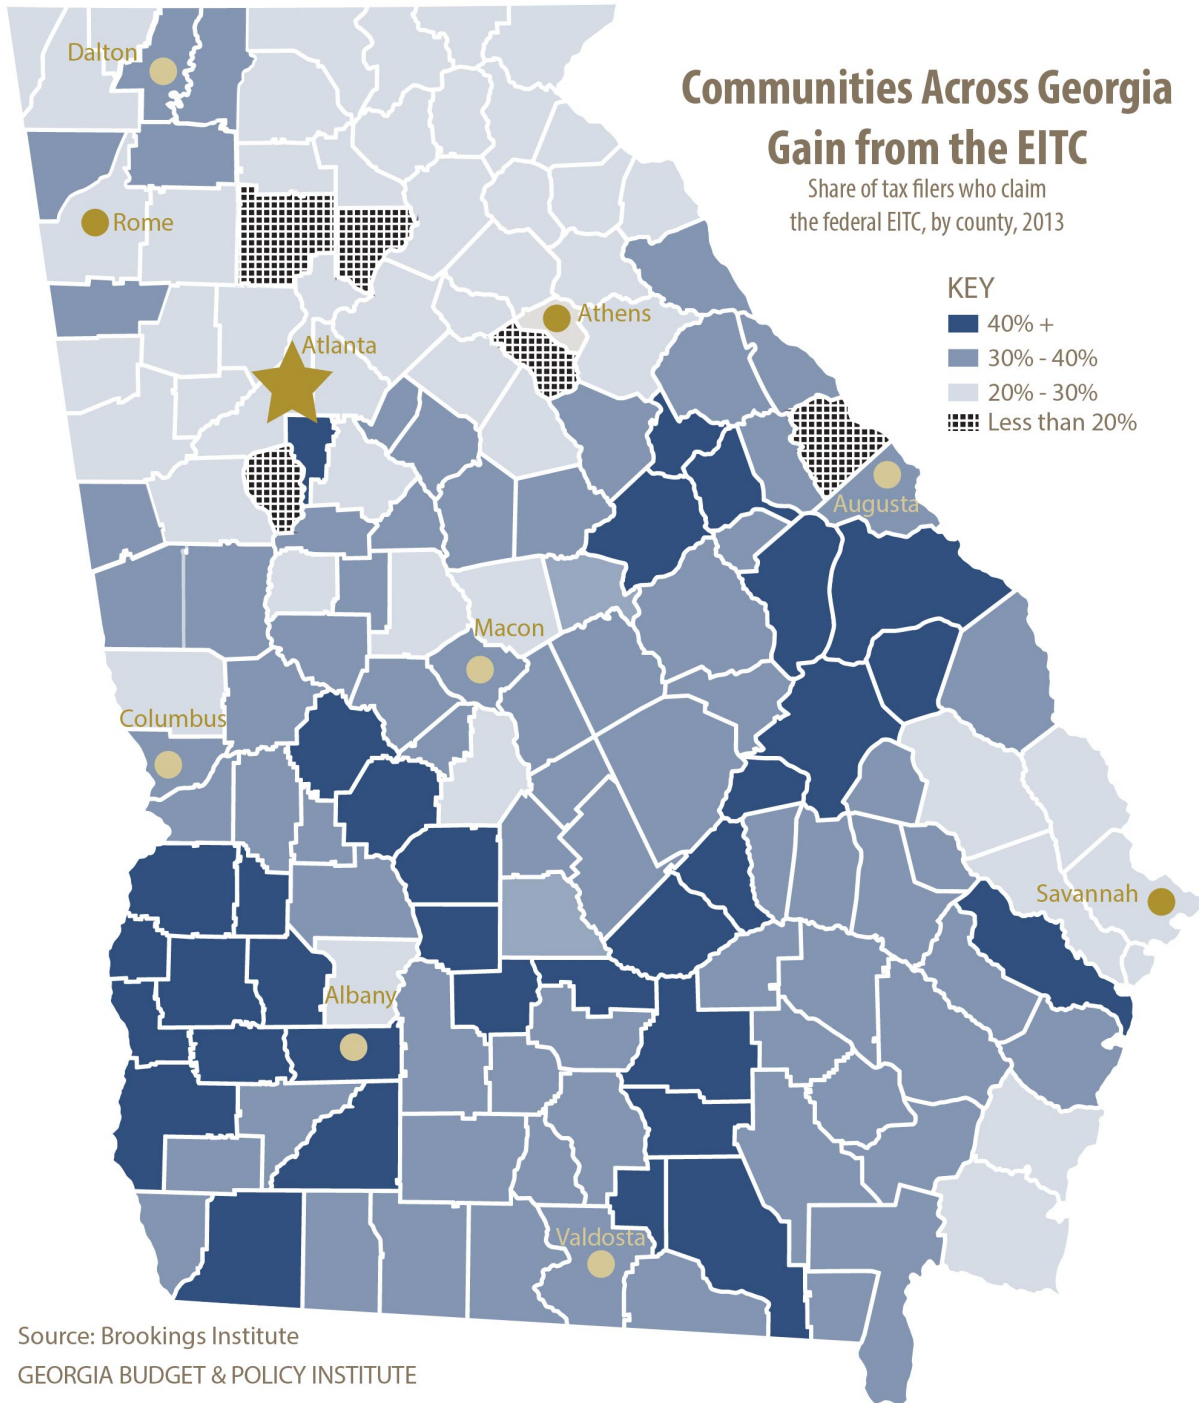 Communities Across Georgia
Gain from the EITC
Share of tax filers who claim
the federal EITC, by county, 2013
KEY
40% +
30% - 40%
20% - 30%
Less than 20%
Dalton
Rome
Athens
Atlanta
Augusta
Macon
Columbus
Savannah
Albany
Valdosta
Source: Brookings Institute
GEORGIA BUDGET & POLICY INSTITUTE